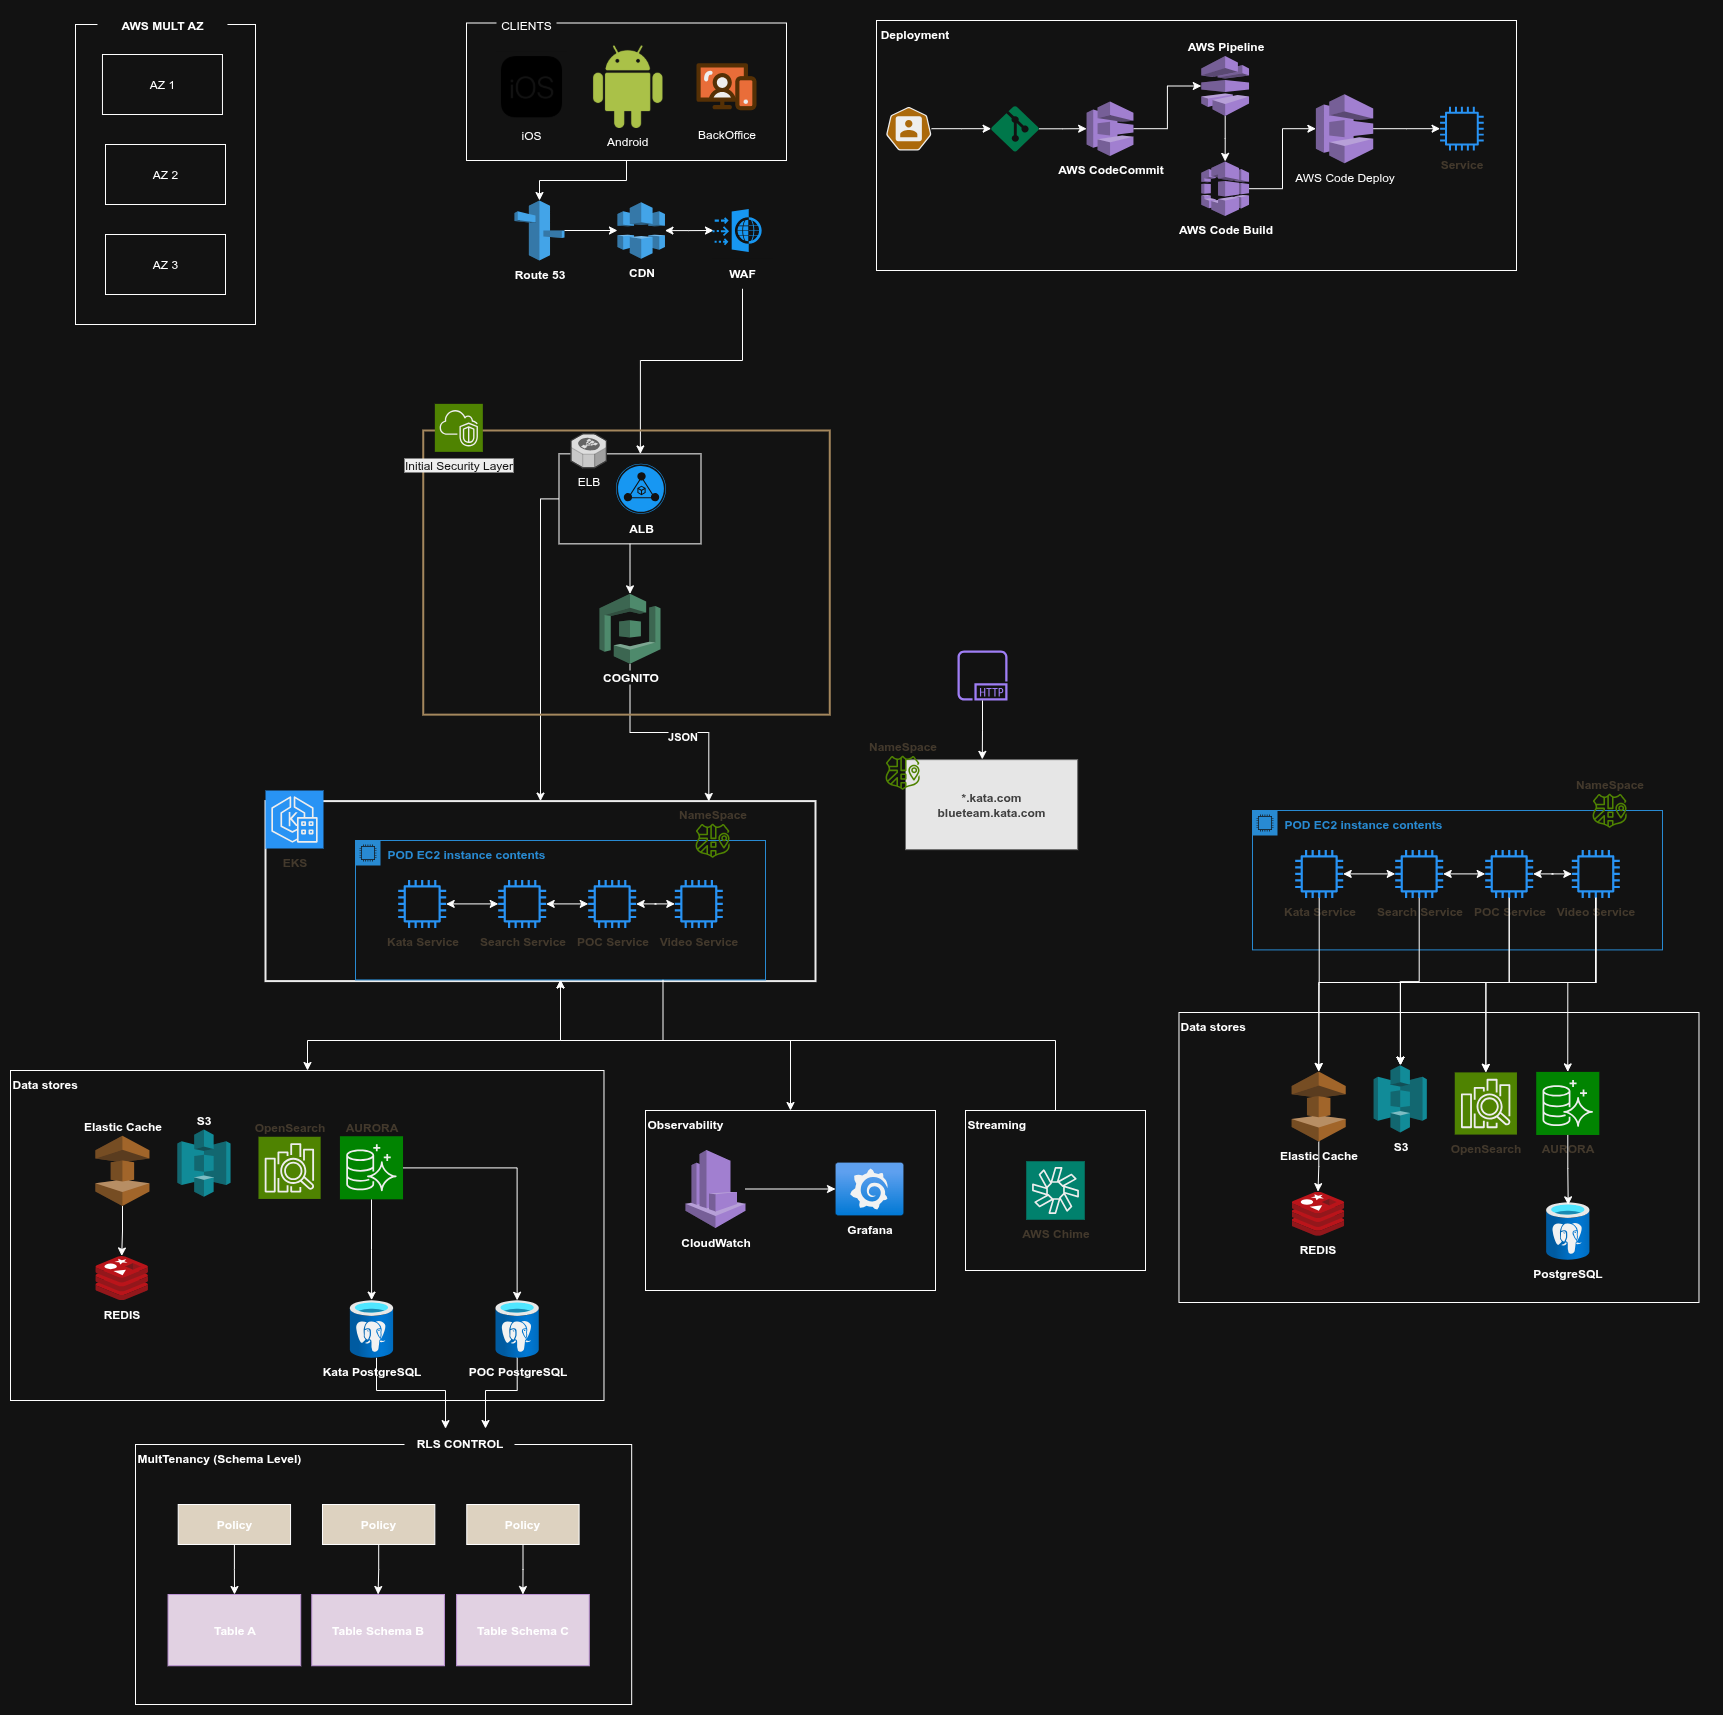 AWS MULT AZ
AZ 1
AZ 2
AZ 3
CLIENTS
iOS
iOS
Android
BackOffice
Route 53
CDN
WAF
Deployment
AWS Pipeline
AWS CodeCommit
AWS Code Build
AWS Code Deploy
Service
Initial Security Layer
ELB
ALB
COGNITO
JSON
HTTP
NameSpace
*.kata.com
blueteam.kata.com
EKS
K
NameSpace
POD EC2 instance contents
Kata Service
Search Service
POC Service
Video Service
NameSpace
POD EC2 instance contents
Kata Service
Search Service
POC Service
Video Service
Data stores
Elastic Cache
S3
OpenSearch
AURORA
REDIS
Kata PostgreSQL
POC PostgreSQL
Observability
CloudWatch
Grafana
Streaming
AWS Chime
Data stores
Elastic Cache
S3
OpenSearch
AURORA
REDIS
PostgreSQL
RLS CONTROL
MultTenancy (Schema Level)
Policy
Policy
Policy
Table A
Table Schema B
Table Schema C